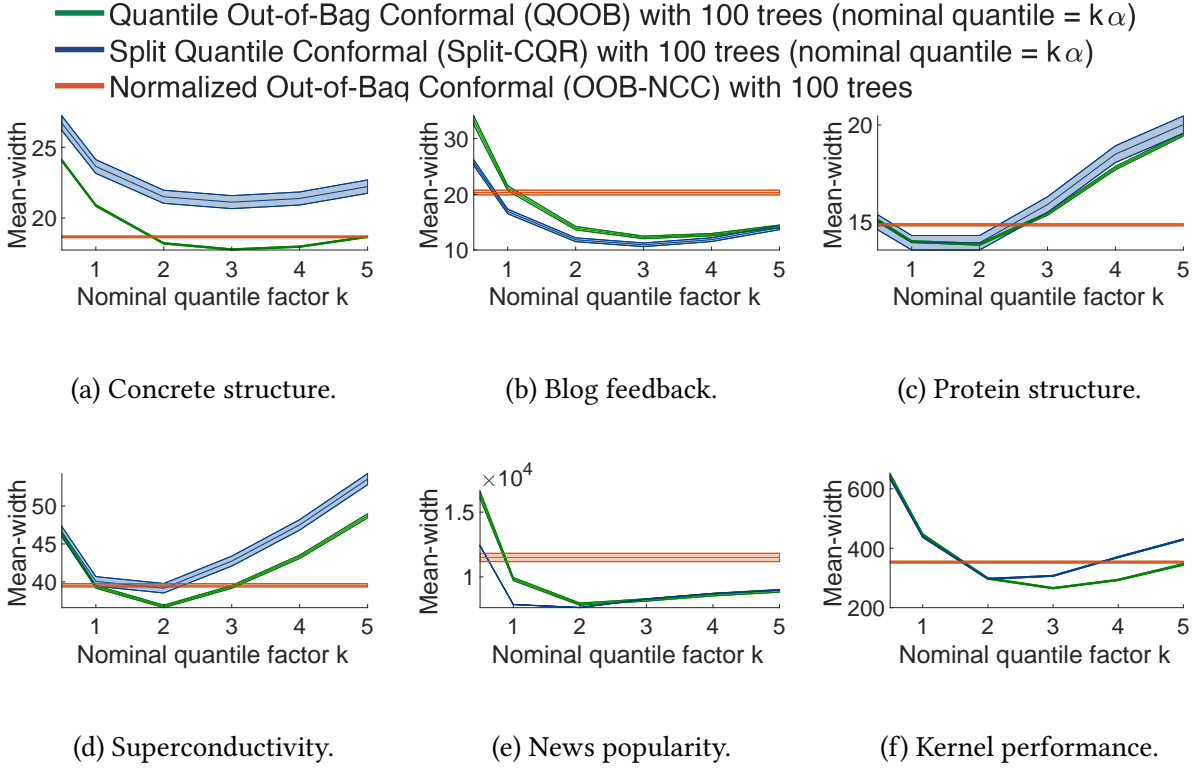 Quantile Out-of-Bag Conformal (QOOB) with 100 trees (nominal quantile = k α)
Split Quantile Conformal (Split-CQR) with 100 trees (nominal quantile = k α)
Normalized Out-of-Bag Conformal (OOB-NCC) with 100 trees
Mean-width
25
20
1 2 3 4 5
Nominal quantile factor k
Mean-width
30
20
10
1 2 3 4 5
Nominal quantile factor k
Mean-width
20
15
1 2 3 4 5
Nominal quantile factor k
(a) Concrete structure.
(b) Blog feedback.
(c) Protein structure.
Mean-width
50
45
40
1 2 3 4 5
Nominal quantile factor k
×10⁴
Mean-width
1.5
1
1 2 3 4 5
Nominal quantile factor k
Mean-width
600
400
200
1 2 3 4 5
Nominal quantile factor k
(d) Superconductivity.
(e) News popularity.
(f) Kernel performance.